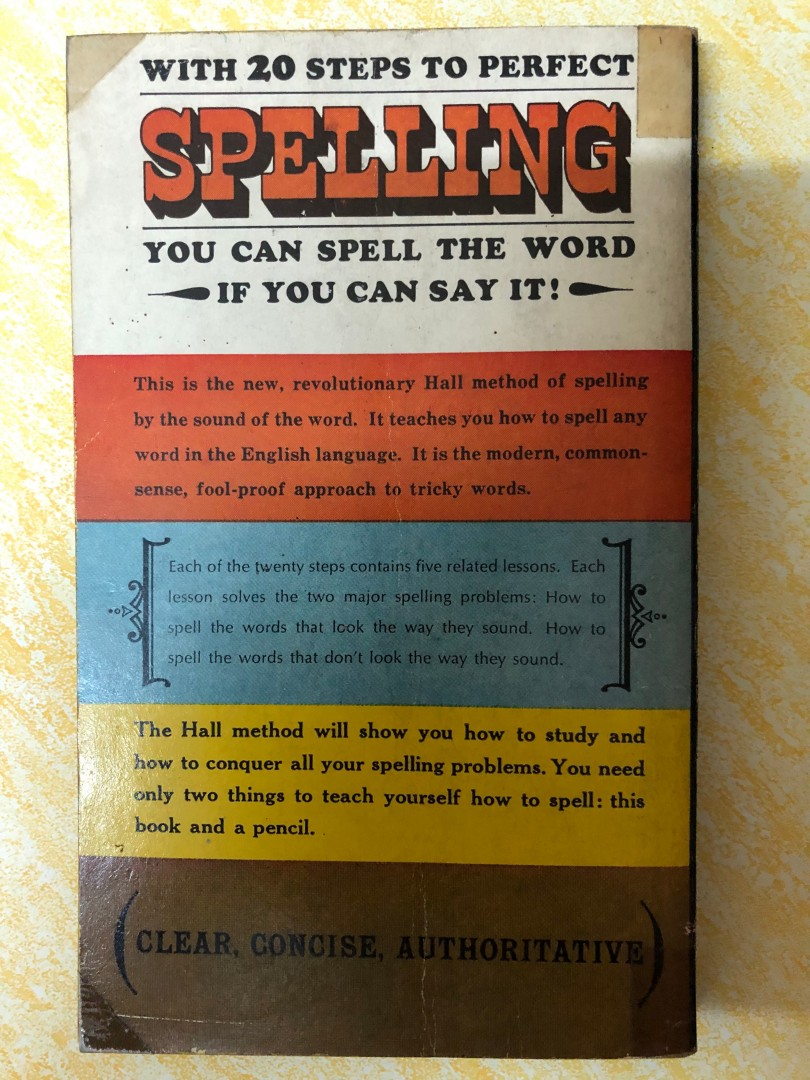 WITH 20 STEPS TO PERFECT
SPELLING
YOU CAN SPELL THE WORD
IF YOU CAN SAY IT!
This is the new, revolutionary Hall method of spelling
by the sound of the word. It teaches you how to spell any
word in the English language. It is the modern, common-
sense, fool-proof approach to tricky words.
Each of the twenty steps contains five related lessons. Each
lesson solves the two major spelling problems: How to
spell the words that look the way they sound. How to
spell the words that don't look the way they sound.
The Hall method will show you how to study and
how to conquer all your spelling problems. You need
only two things to teach yourself how to spell: this
book and a pencil.
(CLEAR, CONCISE, AUTHORITATIVE)